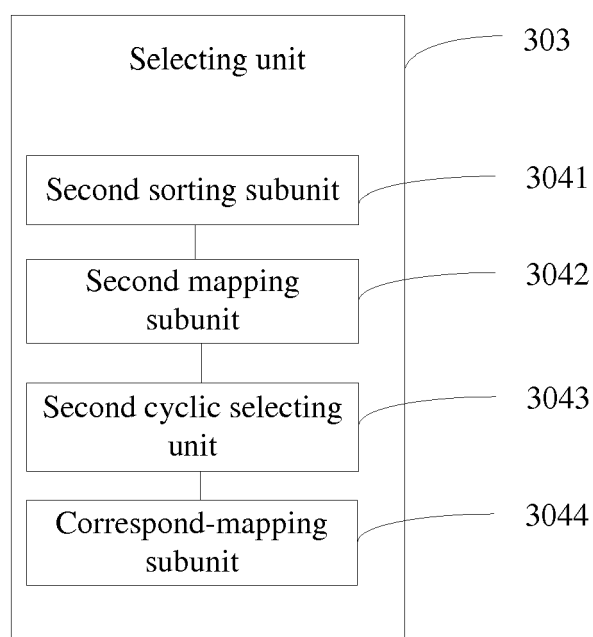 Selecting unit
303
Second sorting subunit
3041
Second mapping
subunit
3042
Second cyclic selecting
unit
3043
Correspond-mapping
subunit
3044